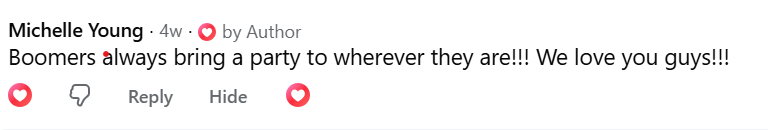 Michelle Young · 4w · by Author
Boomers always bring a party to wherever they are!!! We love you guys!!!
Reply Hide